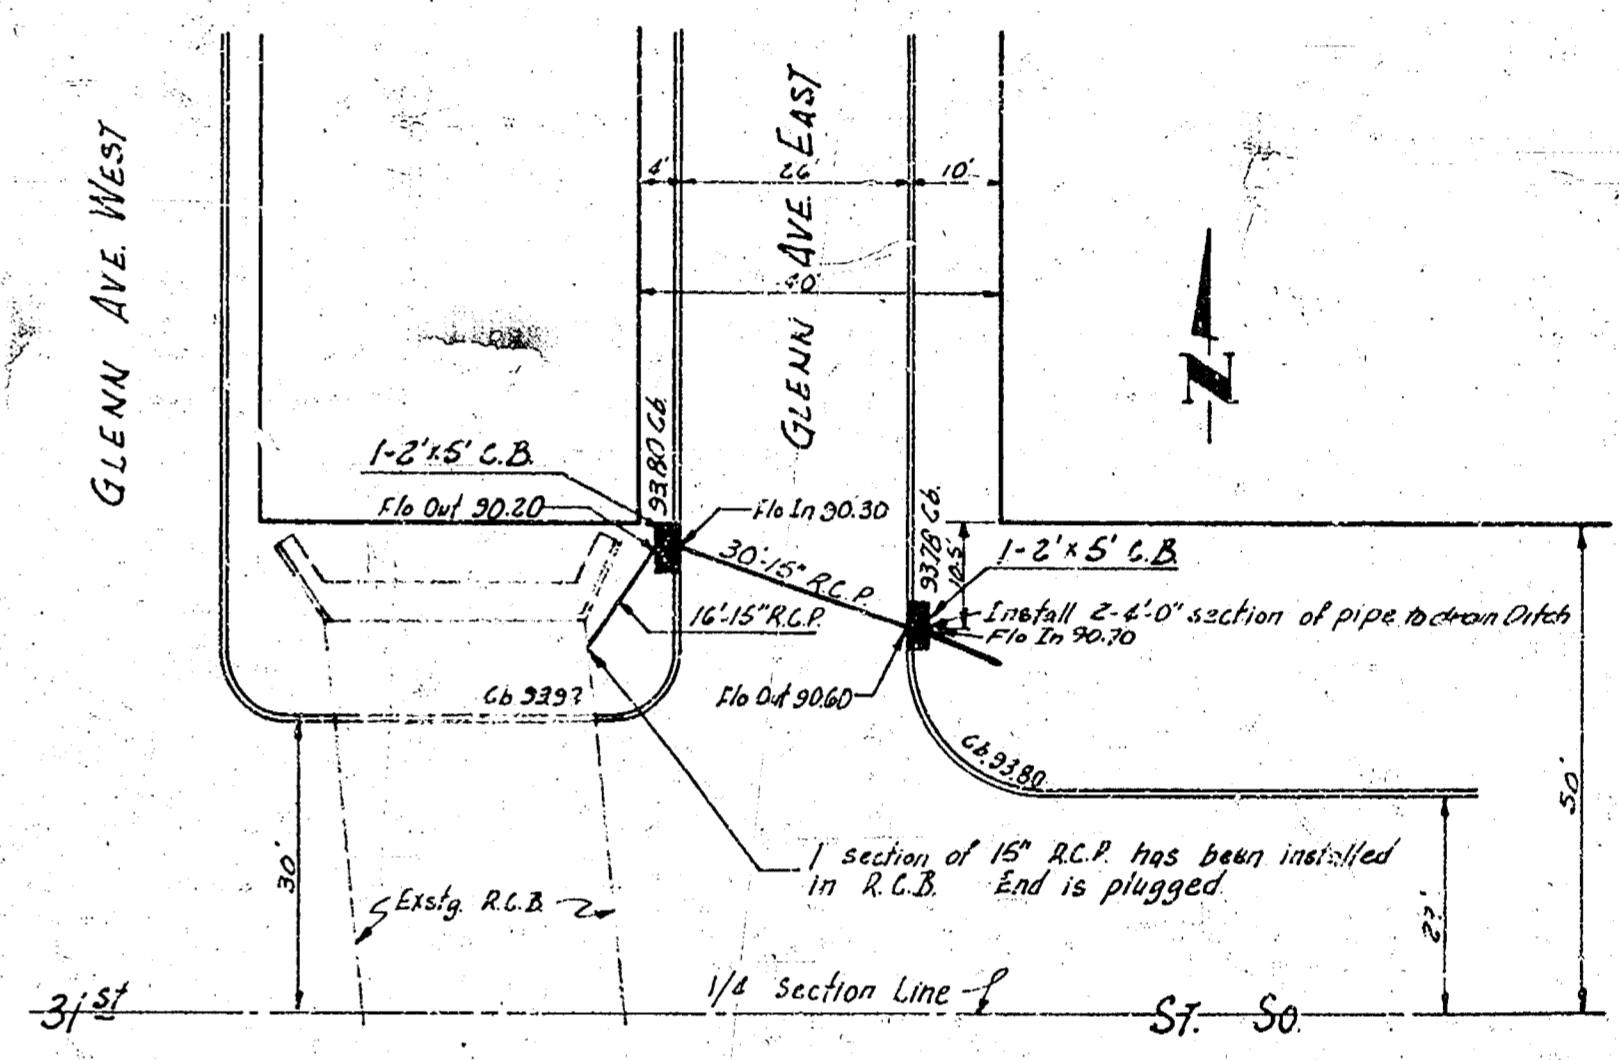 GLENN AVE. WEST
GLENN AVE. EAST
4'
26'
10'
40'
N
1-2'x5' C.B.
93.80 Cb.
Flo Out 90.20
Flo In 90.30
30'-15" R.C.P.
16'-15" R.C.P.
93.78 Cb.
10.5'
1-2'x5' C.B.
Install 2-4'-0" section of pipe to drain Ditch
Flo In 90.70
Flo Out 90.60
Cb. 93.80
50'
30'
1 section of 15" R.C.P. has been installed
in R.C.B. End is plugged.
Exstg. R.C.B.
1/4 Section Line
31st ST. SO.